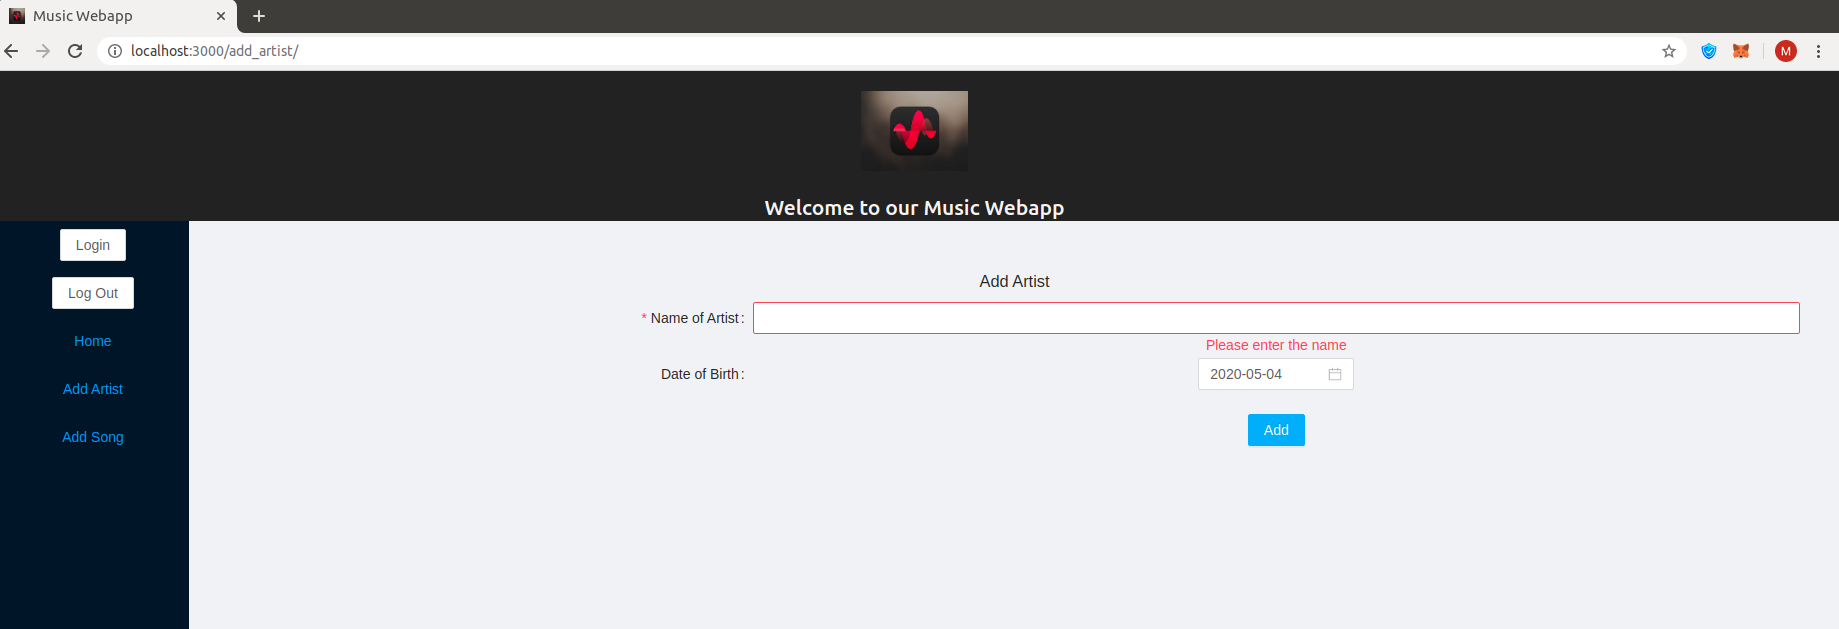 Music Webapp
localhost:3000/add_artist/
M
Welcome to our Music Webapp
Login
Log Out
Home
Add Artist
Add Song
Add Artist
* Name of Artist :
Please enter the name
Date of Birth : 2020-05-04
Add